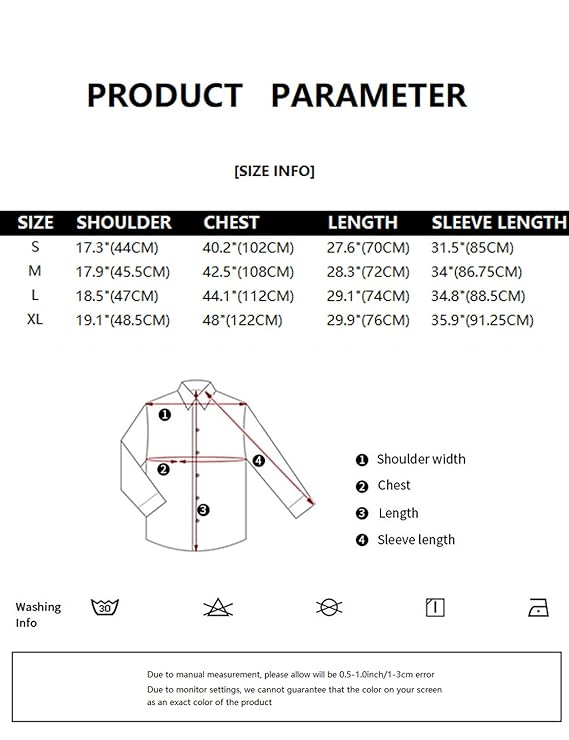 PRODUCT PARAMETER
[SIZE INFO]
SIZE SHOULDER CHEST LENGTH SLEEVE LENGTH
S 17.3"(44CM) 40.2"(102CM) 27.6"(70CM) 31.5"(85CM)
M 17.9"(45.5CM) 42.5"(108CM) 28.3"(72CM) 34"(86.75CM)
L 18.5"(47CM) 44.1"(112CM) 29.1"(74CM) 34.8"(88.5CM)
XL 19.1"(48.5CM) 48"(122CM) 29.9"(76CM) 35.9"(91.25CM)
1
2
3
4
1 Shoulder width
2 Chest
3 Length
4 Sleeve length
Washing
Info
30
Due to manual measurement, please allow will be 0.5-1.0inch/1-3cm error
Due to monitor settings, we cannot guarantee that the color on your screen
as an exact color of the product